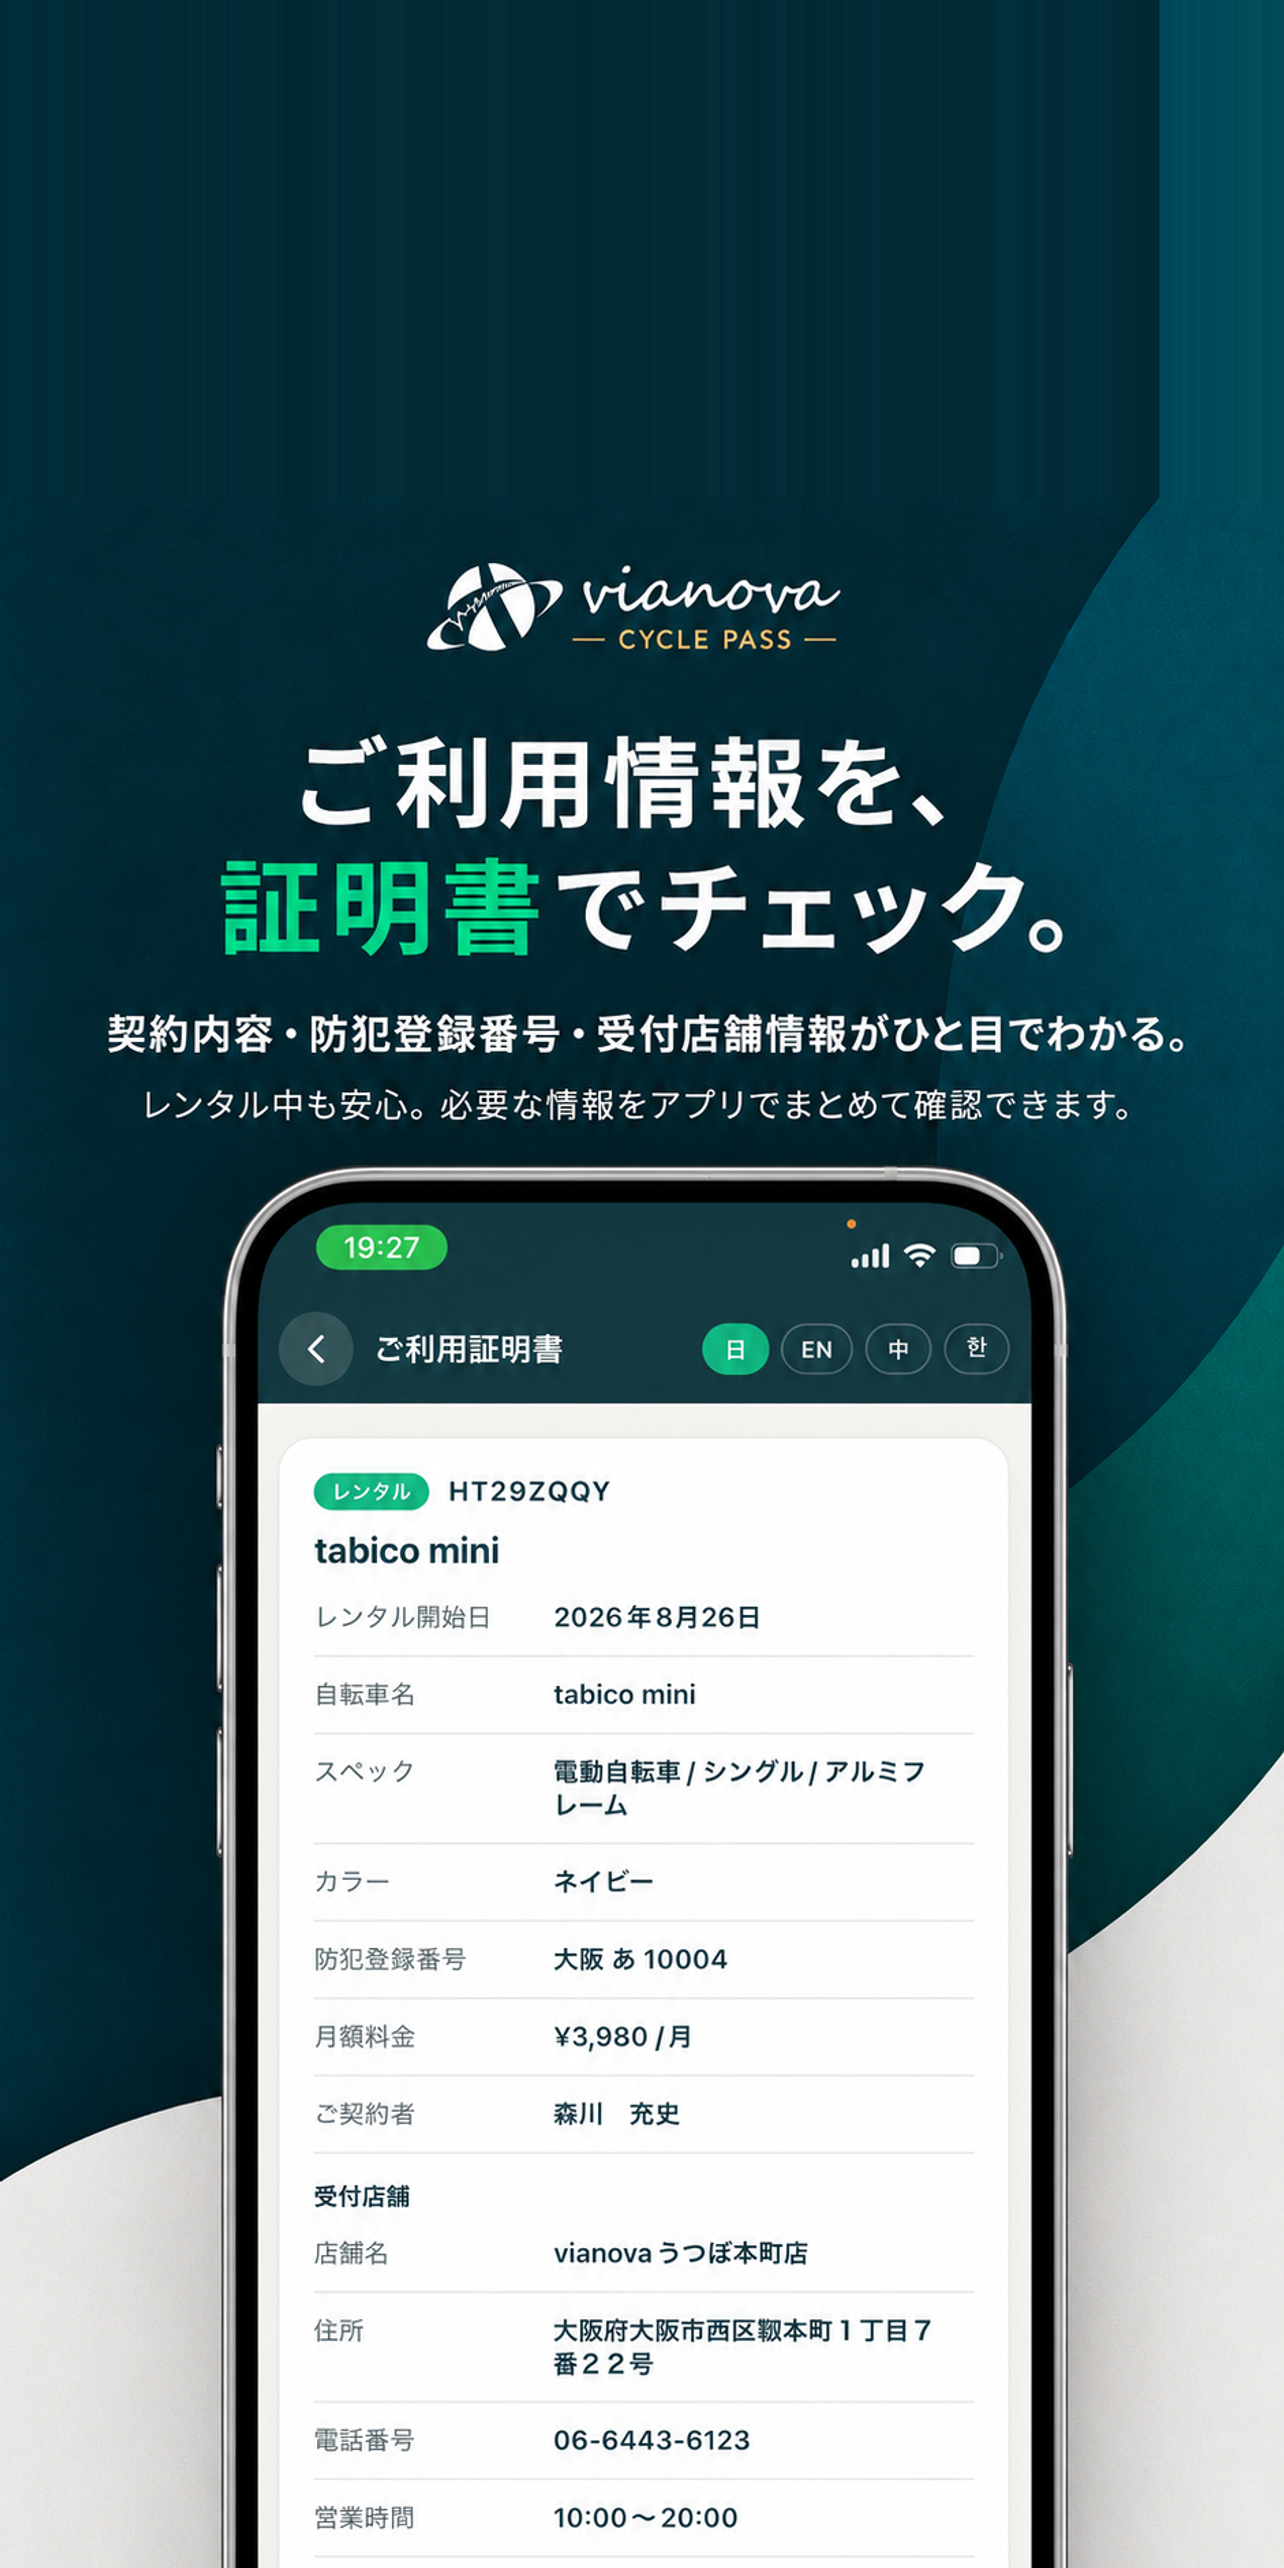 vianova
CYCLE PASS
ご利用情報を、
証明書でチェック。
契約内容・防犯登録番号・受付店舗情報がひと目でわかる。
レンタル中も安心。必要な情報をアプリでまとめて確認できます。
19:27
ご利用証明書 日 EN 中 한
レンタル HT29ZQQY
tabico mini
レンタル開始日 2026年8月26日
自転車名 tabico mini
スペック 電動自転車 / シングル / アルミフ
レーム
カラー ネイビー
防犯登録番号 大阪 あ 10004
月額料金 ¥3,980 / 月
ご契約者 森川　充史
受付店舗
店舗名 vianova うつぼ本町店
住所 大阪府大阪市西区靱本町１丁目７
番２２号
電話番号 06-6443-6123
営業時間 10:00〜20:00